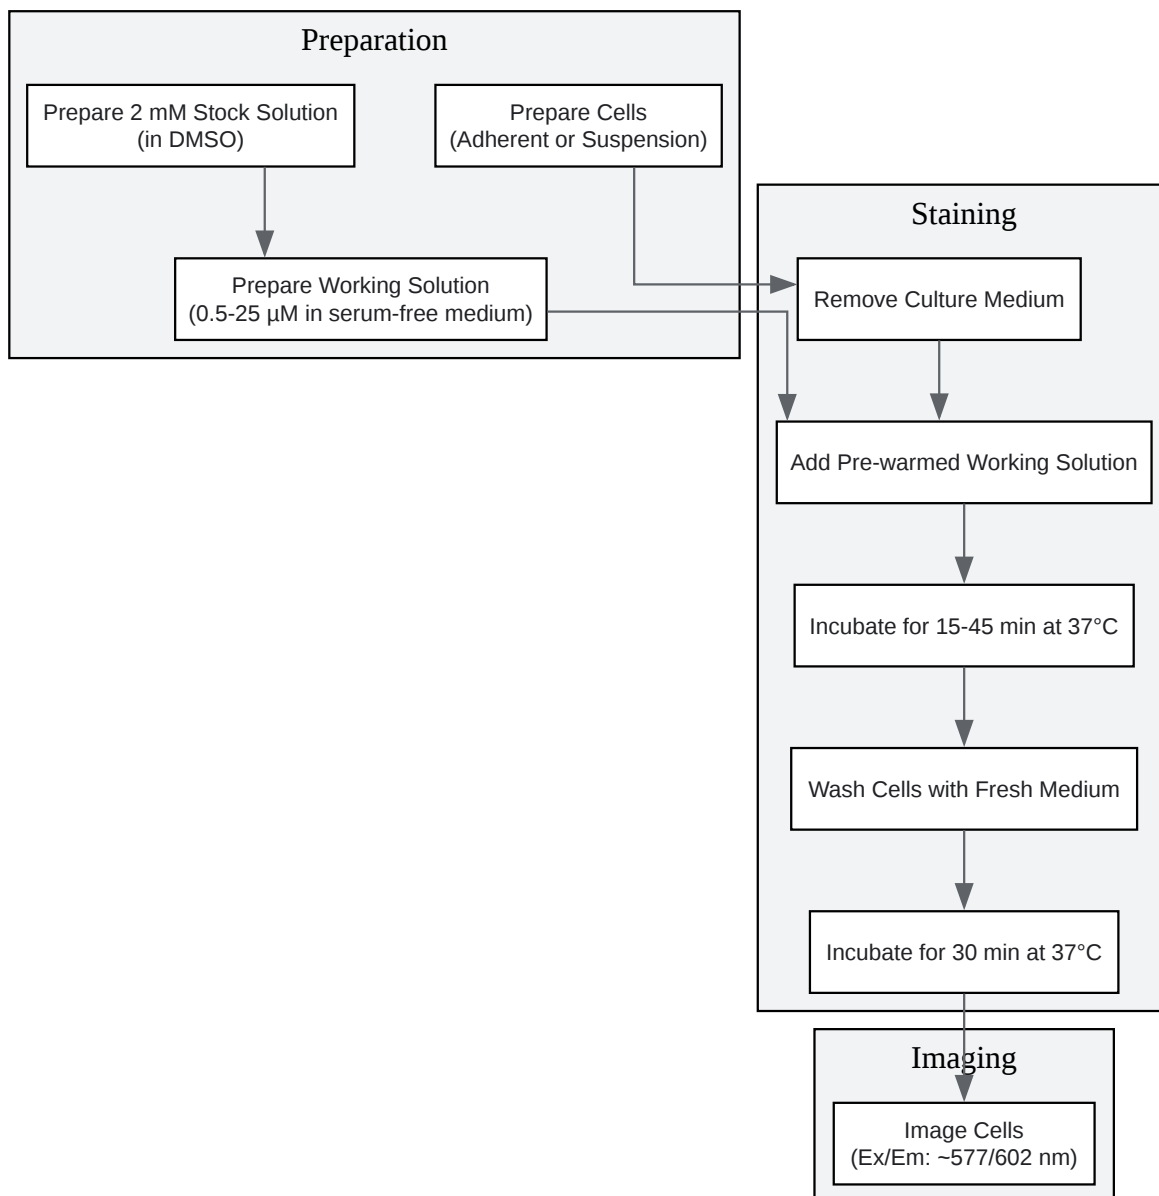 Preparation
Prepare 2 mM Stock Solution
(in DMSO)
Prepare Cells
(Adherent or Suspension)
Prepare Working Solution
(0.5-25 µM in serum-free medium)
Staining
Remove Culture Medium
Add Pre-warmed Working Solution
Incubate for 15-45 min at 37°C
Wash Cells with Fresh Medium
Incubate for 30 min at 37°C
Imaging
Image Cells
(Ex/Em: ~577/602 nm)